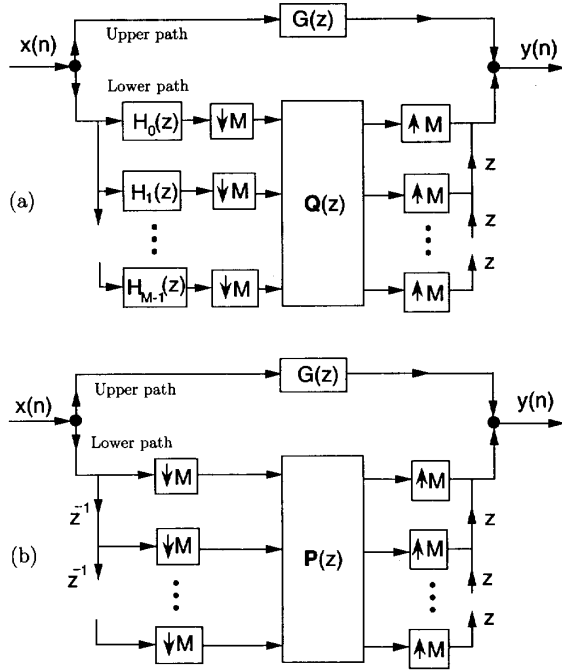 G(z)
x(n)
Upper path
y(n)
Lower path
H₀(z) ↓M ↑M
z
(a)
H₁(z) ↓M Q(z) ↑M
z
z
H_{M-1}(z) ↓M ↑M
G(z)
x(n)
Upper path
y(n)
Lower path
↓M ↑M
z⁻¹ z
(b)
↓M P(z) ↑M
z⁻¹ z
z
↓M ↑M